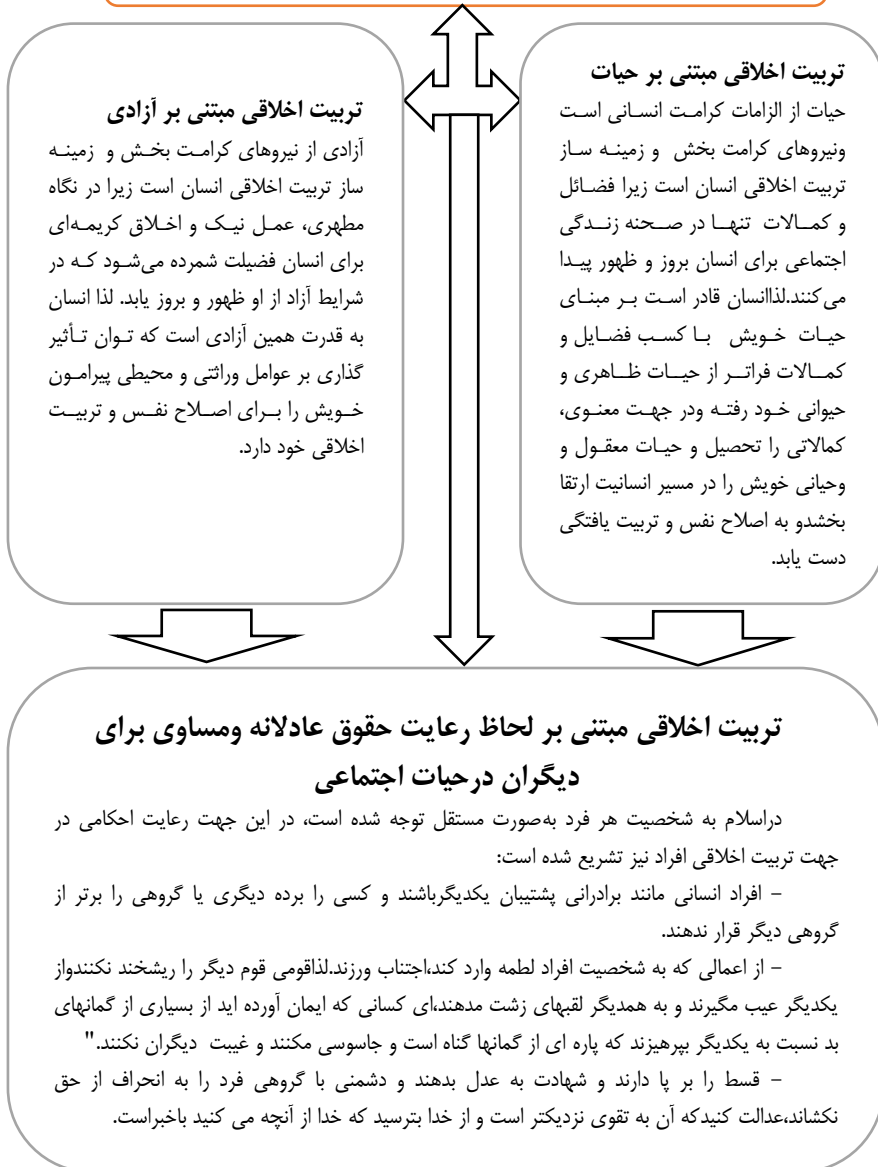 تربیت اخلاقی مبتنی بر حیات
حیات از الزامات کرامت انسانی است
ونیروهای کرامت بخش و زمینه ساز
تربیت اخلاقی انسان است زیرا فضائل
و کمالات تنها در صحنه زندگی
اجتماعی برای انسان بروز و ظهور پیدا
می‌کنند.لذاانسان قادر است بر مبنای
حیات خویش با کسب فضایل و
کمالات فراتر از حیات ظاهری و
حیوانی خود رفته ودر جهت معنوی،
کمالاتی را تحصیل و حیات معقول و
وحیانی خویش را در مسیر انسانیت ارتقا
بخشدو به اصلاح نفس و تربیت یافتگی
دست یابد.
تربیت اخلاقی مبتنی بر آزادی
آزادی از نیروهای کرامت بخش و زمینه
ساز تربیت اخلاقی انسان است زیرا در نگاه
مطهری، عمل نیک و اخلاق کریمه‌ای
برای انسان فضیلت شمرده می‌شود که در
شرایط آزاد از او ظهور و بروز یابد. لذا انسان
به قدرت همین آزادی است که توان تأثیر
گذاری بر عوامل وراثتی و محیطی پیرامون
خویش را برای اصلاح نفس و تربیت
اخلاقی خود دارد.
تربیت اخلاقی مبتنی بر لحاظ رعایت حقوق عادلانه ومساوی برای
دیگران درحیات اجتماعی
دراسلام به شخصیت هر فرد به‌صورت مستقل توجه شده است، در این جهت رعایت احکامی در
جهت تربیت اخلاقی افراد نیز تشریع شده است:
- افراد انسانی مانند برادرانی پشتیبان یکدیگرباشند و کسی را برده دیگری یا گروهی را برتر از
گروهی دیگر قرار ندهند.
- از اعمالی که به شخصیت افراد لطمه وارد کند،اجتناب ورزند.لذاقومی قوم دیگر را ریشخند نکنندواز
یکدیگر عیب مگیرند و به همدیگر لقبهای زشت مدهند،ای کسانی که ایمان آورده اید از بسیاری از گمانهای
بد نسبت به یکدیگر بپرهیزند که پاره ای از گمانها گناه است و جاسوسی مکنند و غیبت دیگران نکنند."
- قسط را بر پا دارند و شهادت به عدل بدهند و دشمنی با گروهی فرد را به انحراف از حق
نکشاند،عدالت کنیدکه آن به تقوی نزدیکتر است و از خدا بترسید که خدا از آنچه می کنید باخبراست.